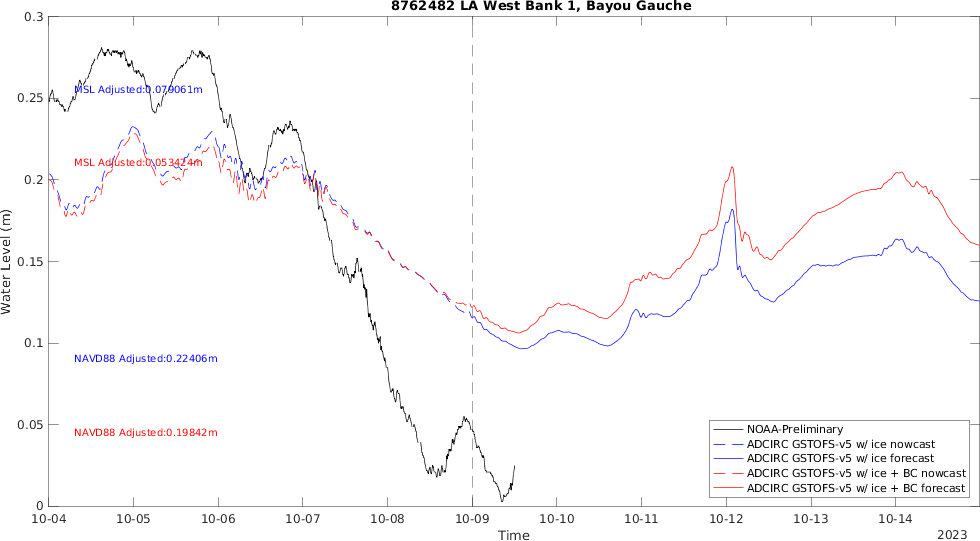 8762482 LA West Bank 1, Bayou Gauche
Water Level (m)
0.3
0.25
0.2
0.15
0.1
0.05
0
MSL Adjusted:0.079061m
MSL Adjusted:0.053424m
NAVD88 Adjusted:0.22406m
NAVD88 Adjusted:0.19842m
NOAA-Preliminary
ADCIRC GSTOFS-v5 w/ ice nowcast
ADCIRC GSTOFS-v5 w/ ice forecast
ADCIRC GSTOFS-v5 w/ ice + BC nowcast
ADCIRC GSTOFS-v5 w/ ice + BC forecast
10-04 10-05 10-06 10-07 10-08 10-09 10-10 10-11 10-12 10-13 10-14
Time
2023